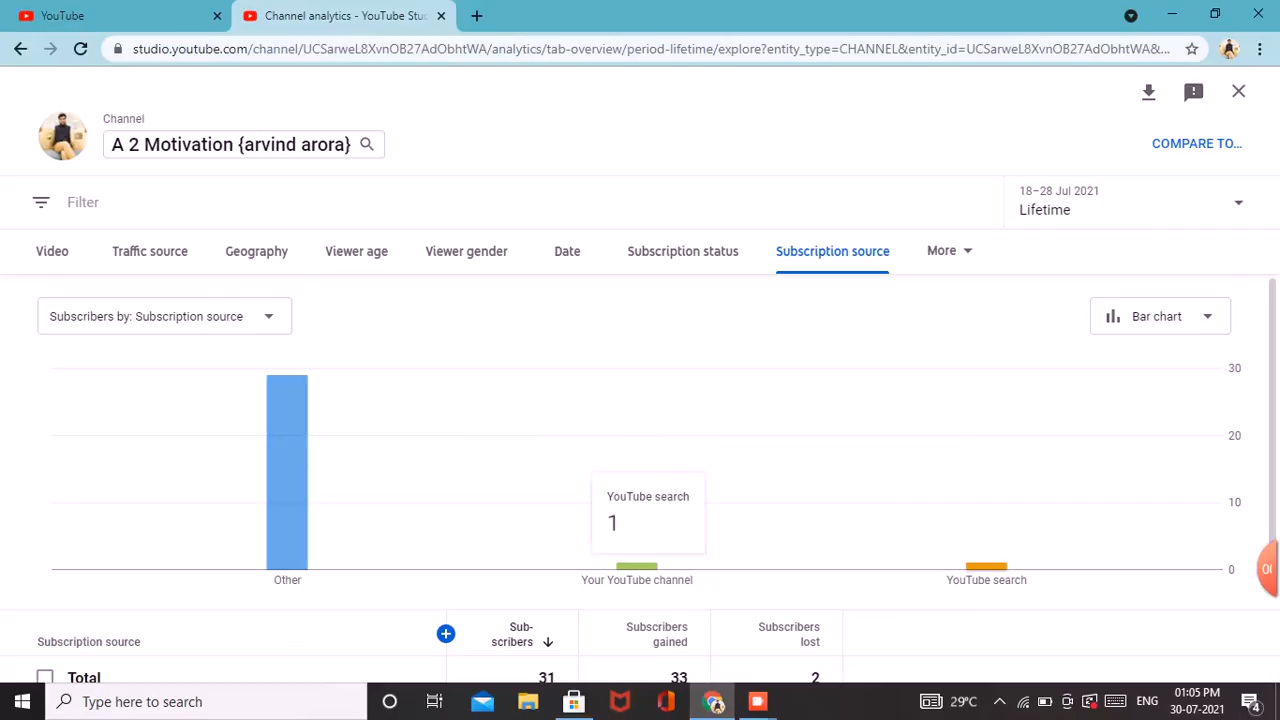 YouTube
Channel analytics - YouTube Stu
studio.youtube.com/channel/UCSarweL8XvnOB27AdObhtWA/analytics/tab-overview/period-lifetime/explore?entity_type=CHANNEL&entity_id=UCSarweL8XvnOB27AdObhtWA&...
Channel
A 2 Motivation {arvind arora}
COMPARE TO...
Filter
18–28 Jul 2021
Lifetime
Video Traffic source Geography Viewer age Viewer gender Date Subscription status Subscription source More
Subscribers by: Subscription source
Bar chart
30
20
10
0
YouTube search
1
Other Your YouTube channel YouTube search
Subscription source
Sub-
scribers
Subscribers
gained
Subscribers
lost
Total 31 33 2
Type here to search
29°C
ENG
01:05 PM
30-07-2021
4